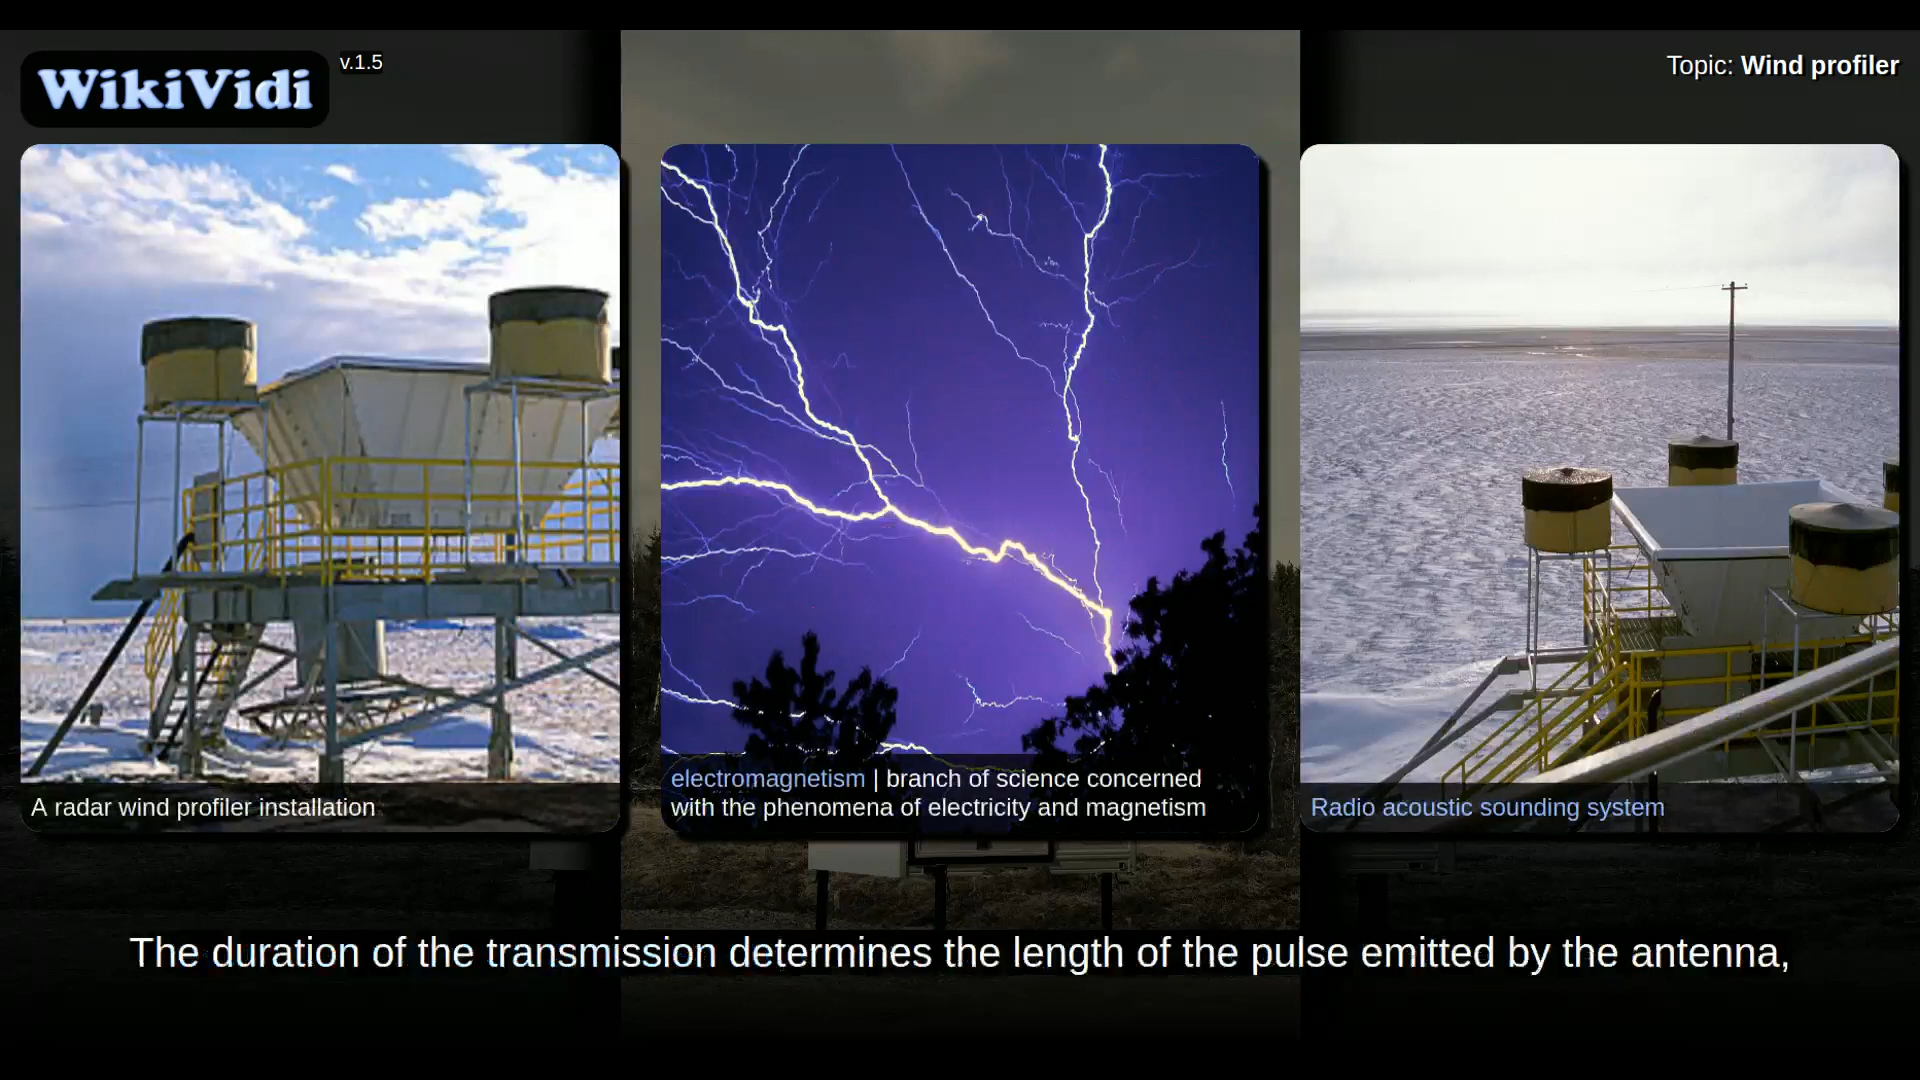 WikiVidi
v.1.5
Topic: Wind profiler
A radar wind profiler installation
electromagnetism | branch of science concerned
with the phenomena of electricity and magnetism
Radio acoustic sounding system
The duration of the transmission determines the length of the pulse emitted by the antenna,